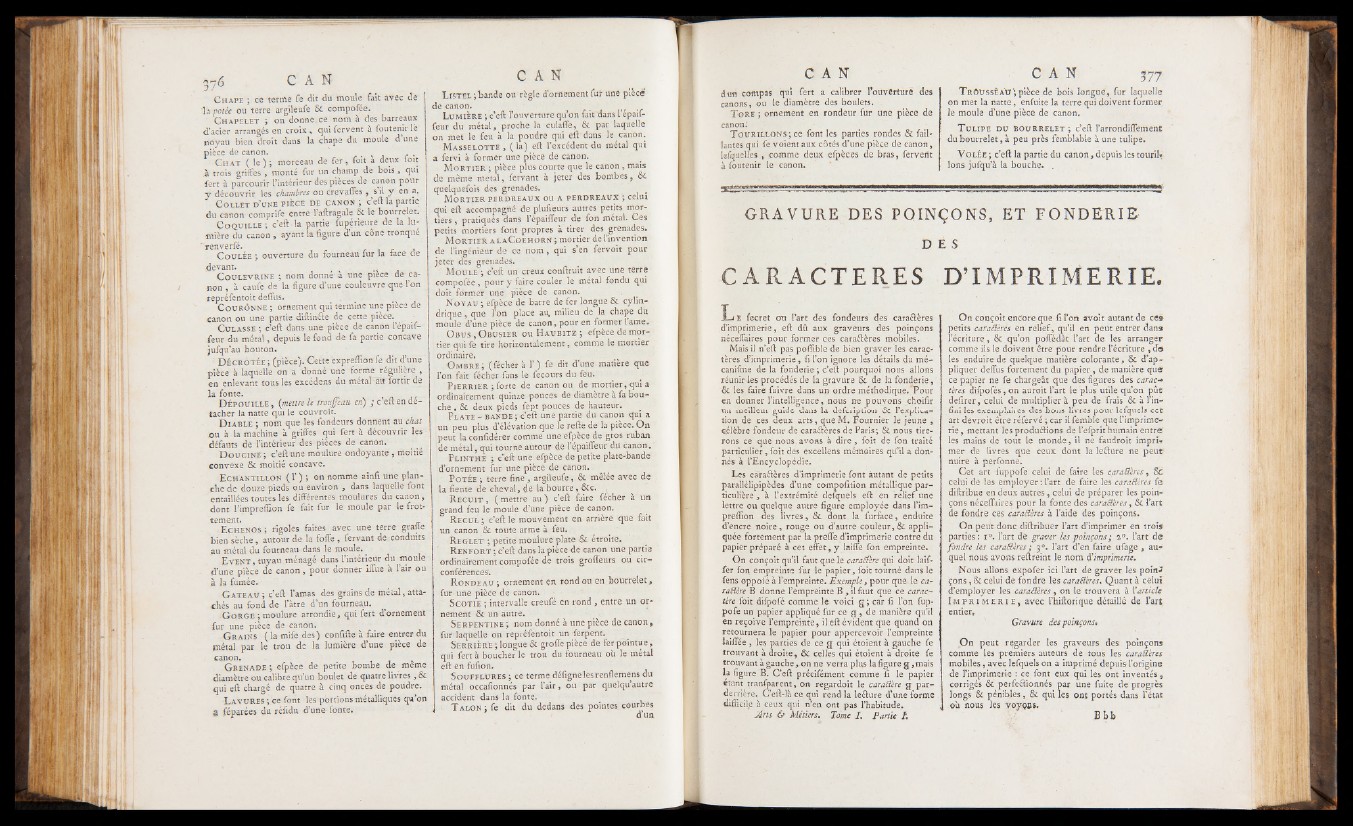 376 C A N
CHAPE ; ce terme ſe dit du moule fait avec de
la potée ou terre argileuſe & compoſée.
CHAPELET ; on donne ce nom à des barreaux
d'acier arrangés en croix, qui ſervent à ſoutenir le
noyau bien droit dans la chape du moule d'une
pièce de canon.
CHAT ( le ) ; morceau de fer, ſoit à deux ſoit
à trois griffes, monté ſur un champ de bois, qui
ſert à parcourir l'intérieur des pièces de canon pour
y découvrir les chambres ou crevaſſes, s'il y en a.
COLLET D'UNE PIÈCE DE CANON ; c'eſt la partie
du canon compriſe entre l'aſtragale & le bourrelet.
COQUILLE ; c'eſt la partie ſupérieure de la lu-
mière du canon, ayant la figure d'un cône tronqué
renverſé.
COULÉE ; ouverture du fourneau ſur la face de
devant.
COULEVRINE ; nom donné à une pièce de ca-
non, à cauſe de la figure d'une couleuvre que l'on
repréſentoit deſſus.
COURONNE ; ornement qui termine une pièce de
canon ou une partie diſtincte de cette pièce.
CULASSE ; c'eſt dans une pièce de canon l'épaiſ-
ſeur du métal, depuis le fond de ſa partie concave
juſqu'au bouton.
DÉCROTÉE ; (pièce). Cette expreſſion ſe dit d'une
pièce à laquelle on a donné une forme régulière,
en enlevant tous les excédens du métal au ſortir de
la fonte.
DÉPOUILLE, (mettre le trouſſeau en) ; c'eſt en dé-
tacher la natte qui le couvroit.
DIABLE ; nom que les fondeurs donnent au chat
ou à la machine à griffes qui ſert à découvrir les
défauts de l'intérieur des pièces de canon.
DOUCINE ; c'eſt une moulure ondoyante, moitié
convexe & moitié concave.
ECHANTILLON (l') ; on nomme ainſi une plan-
che de douze pieds ou environ, dans laquelle ſont
entaillées toutes les différentes moulures du canon,
dont l'impreſſion ſe fait ſur le moule par le frot-
tement.
ECHENOS ; rigoles faites avec une terre graſſe
bien sèche, autour de la foſſe, ſervant de conduits
au métal du fourneau dans le moule.
EVENT, tuyau ménagé dans l'intérieur du moule
d'une pièce de canon, pour donner iſſue à l'air ou
à la fumée.
GATEAU ; c'eſt l'amas des grains de métal, atta-
chés au fond de l'âtre d'un fourneau.
GORGE ; moulure arrondie, qui ſert d'ornement
ſur une pièce de canon.
GRAINS ( la miſe des ) conſiſte à faire entrer du
métal par le trou de la lumière d'une pièce de
canon.
GRENADE ; eſpèce de petite bombe de même
diamètre ou calibre qu'un boulet de quatre livres, &
qui eſt chargé de quatre à cinq onces de poudre.
LAVURES ; ce ſont les portions métalliques qu'on
a ſéparées du réſidu d'une fonte.
C A N
LISTEL ; bande ou règle d'ornement ſur une pièce
de canon.
LUMIÈRE ; c'eſt l'ouverture qu'on fait dans l'épaiſ-
ſeur du métal, proche la culaſſe, & par laquelle
on met le feu à la poudre qui eſt dans le canon.
MASSELOTTE, ( la ) eſt l'excédent du métal qui
a ſervi à former une pièce de canon.
MORTIER ; pièce plus courte que le canon, mais
de même métal, ſervant à jeter des bombes, &
quelquefois des grenades.
MORTIER PERDREAUX OU A PERDREAUX ; celui
qui eſt accompagné de pluſieurs autres petits mor-
tiers, pratiqués dans l'épaiſſeur de ſon métal. Ces
petits mortiers ſont propres à tirer des grenades.
MORTIER A LA COEHORN ; mortier de l'invention
de l'ingénieur de ce nom, qui s'en ſervoit pour
jeter des grenades.
MOULE ; c'eſt un creux conſtruit avec une terre
compoſée, pour y faire couler le métal fondu qui
doit former une pièce de canon.
NOYAU ; eſpèce de barre de fer longue & cylin-
drique, que l'on place au milieu de la chape du
moule d'une pièce de canon, pour en former l'ame.
OBUS, OBUSIER OU HAUBITZ ; eſpèce de mor-
tier qui ſe tire horizontalement, comme le mortier
ordinaire.
OMBRE ; (ſécher à l' ) ſe dit d'une manière que
l'on fait ſécher ſans le ſecours du feu.
PIERRIER ; ſorte de canon ou de mortier, qui a
ordinairement quinze pouces de diamètre à ſa bou-
che, & deux pieds ſept pouces de hauteur.
PLATE-BANDE ; c'eſt une partie du canon qui a
un peu plus d'élévation que le reſte de la pièce. On
peut la conſidérer comme une eſpèce de gros ruban
de métal, qui tourne autour de l'épaiſſeur du canon.
PLINTHE ; c'eſt une eſpèce de petite plate-bande
d'ornement ſur une pièce de canon.
POTÉE ; terre fine, argileuſe, & mêlée avec de
la fiente de cheval, de la bourre, &c.
RECUIT, ( mettre au ) c'eſt faire ſécher à un
grand feu le moule d'une pièce de canon.
RECUL ; c'eſt le mouvement en arrière que fait
un canon & toute arme à feu.
REGLET ; petite moulure plate & étroite.
RENFORT ; c'eſt dans la pièce de canon une partie
ordinairement compoſée de trois groſſeurs ou cir-
conférences.
RONDEAU ; ornement en rond ou en bourrelet,
ſur une pièce de canon.
SCOTIE ; intervalle creuſé en rond, entre un or-
nement & un autre.
SERPENTINE ; nom donné à une pièce de canon,
ſur laquelle on repréſentoit un ſerpent.
SERRIÈRE ; longue & groſſe pièce de fer pointue,
qui ſert à boucher le trou du fourneau où le métal
eſt en fuſion.
SOUFFLURES ; ce terme déſigne les renflemens du
métal occaſionnés par l'air, ou par quelqu'autre
accident dans la fonte.
TALON ; ſe dit du dedans des pointes courbés
d'un
C A N
d'un compas qui ſert à calibrer l'ouverture des
canons, ou le diamètre des boulets.
TORE ; ornement en rondeur ſur une pièce de
canon.
TOURILLONS ; ce ſont les parties rondes & ſail-
lantes qui ſe voient aux côtés d'une pièce de canon,
leſquelles, comme deux eſpèces de bras, ſervent
à ſoutenir le canon.
C A N 377
TROUSSEAU ; pièce de bois longue, ſur laquelle
on met la natte, enſuite la terre qui doivent former
le moule d'une pièce de canon.
TULIPE DU BOURRELET ; c'eſt l'arrondiſſement
du bourrelet, à peu près ſemblable à une tulipe.
VOLÉE ; c'eſt la partie du canon, depuis les touril-
lons juſqu'à la bouche.
GRAVURE DES POINÇONS, ET FONDERIE
DES
CARACTERES D'IMPRIMERIE.
LE ſecret ou l'art des fondeurs des caractères
d'imprimerie, eſt dû aux graveurs des poinçons
néceſſaires pour former ces caractères mobiles.
Mais il n'eſt pas poſſible de bien graver les carac-
tères d'imprimerie, ſi l'on ignore les détails du mé-
caniſme de la fonderie ; c'eſt pourquoi nous allons
réunir les procédés de la gravure & de la fonderie,
& les faire ſuivre dans un ordre méthodique. Pour
en donner l'intelligence, nous ne pouvons choiſir
un meilleur guide dans la deſcription & l'explica-
tion de ces deux arts, que M. Fournier le jeune,
célèbre fondeur de caractères de Paris ; & nous tire-
rons ce que nous avons à dire, ſoit de ſon traité
particulier, ſoit des excellens mémoires qu'il a don-
nés à l'Encyclopédie.
Les caractères d'imprimerie ſont autant de petits
parallélipipèdes d'une compoſition métallique par-
ticulière, à l'extrémité deſquels eſt en relief une
lettre ou quelque autre figure employée dans l'im-
preſſion des livres, & dont la ſurface, enduite
d'encre noire, rouge ou d'autre couleur, & appli-
quée fortement par la preſſe d'imprimerie contre du
papier préparé à cet effet, y laiſſe ſon empreinte.
On conçoit qu'il faut que le caractère qui doit laiſ-
ſer ſon empreinte ſur le papier, ſoit tourné dans le
ſens oppoſé à l'empreinte. Exemple, pour que le ca-
ractère B donne l'empreinte B, il faut que ce carac-
tère ſoit diſpoſé comme le voici ᗺ ; car ſi l'on ſup-
poſe un papier appliqué ſur ce ᗺ, de manière qu'il
en reçoive l'empreinte, il eſt évident que quand on
retournera le papier pour appercevoir l'empreinte
laiſſée, les parties de ce ᗺ qui étoient à gauche ſe
trouvant à droite, & celles qui étoient à droite ſe
trouvant à gauche, on ne verra plus la figure ᗺ, mais
la figure B. C'eſt préciſément comme ſi le papier
étant tranſparent, on regardoit le caractère ᗺ par-
derrière. C'eſt-là ce qui rend la lecture d'une forme
difficile à ceux qui n'en ont pas l'habitude.
Arts & Métiers. Tome I. Partie I.
On conçoit encore que ſi l'on avoit autant de ces
petits caractères en relief, qu'il en peut entrer dans
l'écriture, & qu'on poſſédât l'art de les arranger
comme ils le doivent être pour rendre l'écriture, de
les enduire de quelque matière colorante, & d'ap-
pliquer deſſus fortement du papier, de manière que
ce papier ne ſe chargeât que des figures des carac-
tères diſpoſés, on auroit l'art le plus utile qu'on pût
deſirer, celui de multiplier à peu de frais & à l'in-
fini les exemplaires des bons livres pour leſquels cet
art devroit être réſervé ; car il ſemble que l'imprime-
rie, mettant les productions de l'eſprit humain entre
les mains de tout le monde, il ne faudroit impri-
mer de livres que ceux dont la lecture ne peut
nuire à perſonne.
Cet art ſuppoſe celui de faire les caractères, &
celui de les employer : l'art de faire les caractères ſe
diſtribue en deux autres, celui de préparer les poin-
çons néceſſaires pour la fonte des caractères, & l'art
de fondre ces caractères à l'aide des poinçons.
On peut donc diſtribuer l'art d'imprimer en trois
parties : 1°. l'art de graver les poinçons ; 2°. l'art de
fondre les caractères ; 3°. l'art d'en faire uſage, au-
quel nous avons reſtreint le nom d'imprimerie.
Nous allons expoſer ici l'art de graver les poin-
çons, & celui de fondre les caractères. Quant à celui
d'employer les caractères, on le trouvera à l'article
IMPRIMERIE, avec l'hiſtorique détaillé de l'art
entier.
Gravure des poinçons.
On peut regarder les graveurs des poinçons
comme les premiers auteurs de tous les caractères
mobiles, avec leſquels on a imprimé depuis l'origine
de l'imprimerie : ce ſont eux qui les ont inventés,
corrigés & perfectionnés par une ſuite de progrès
longs & pénibles, & qui les ont portés dans l'état
où nous les voyons.
B b b